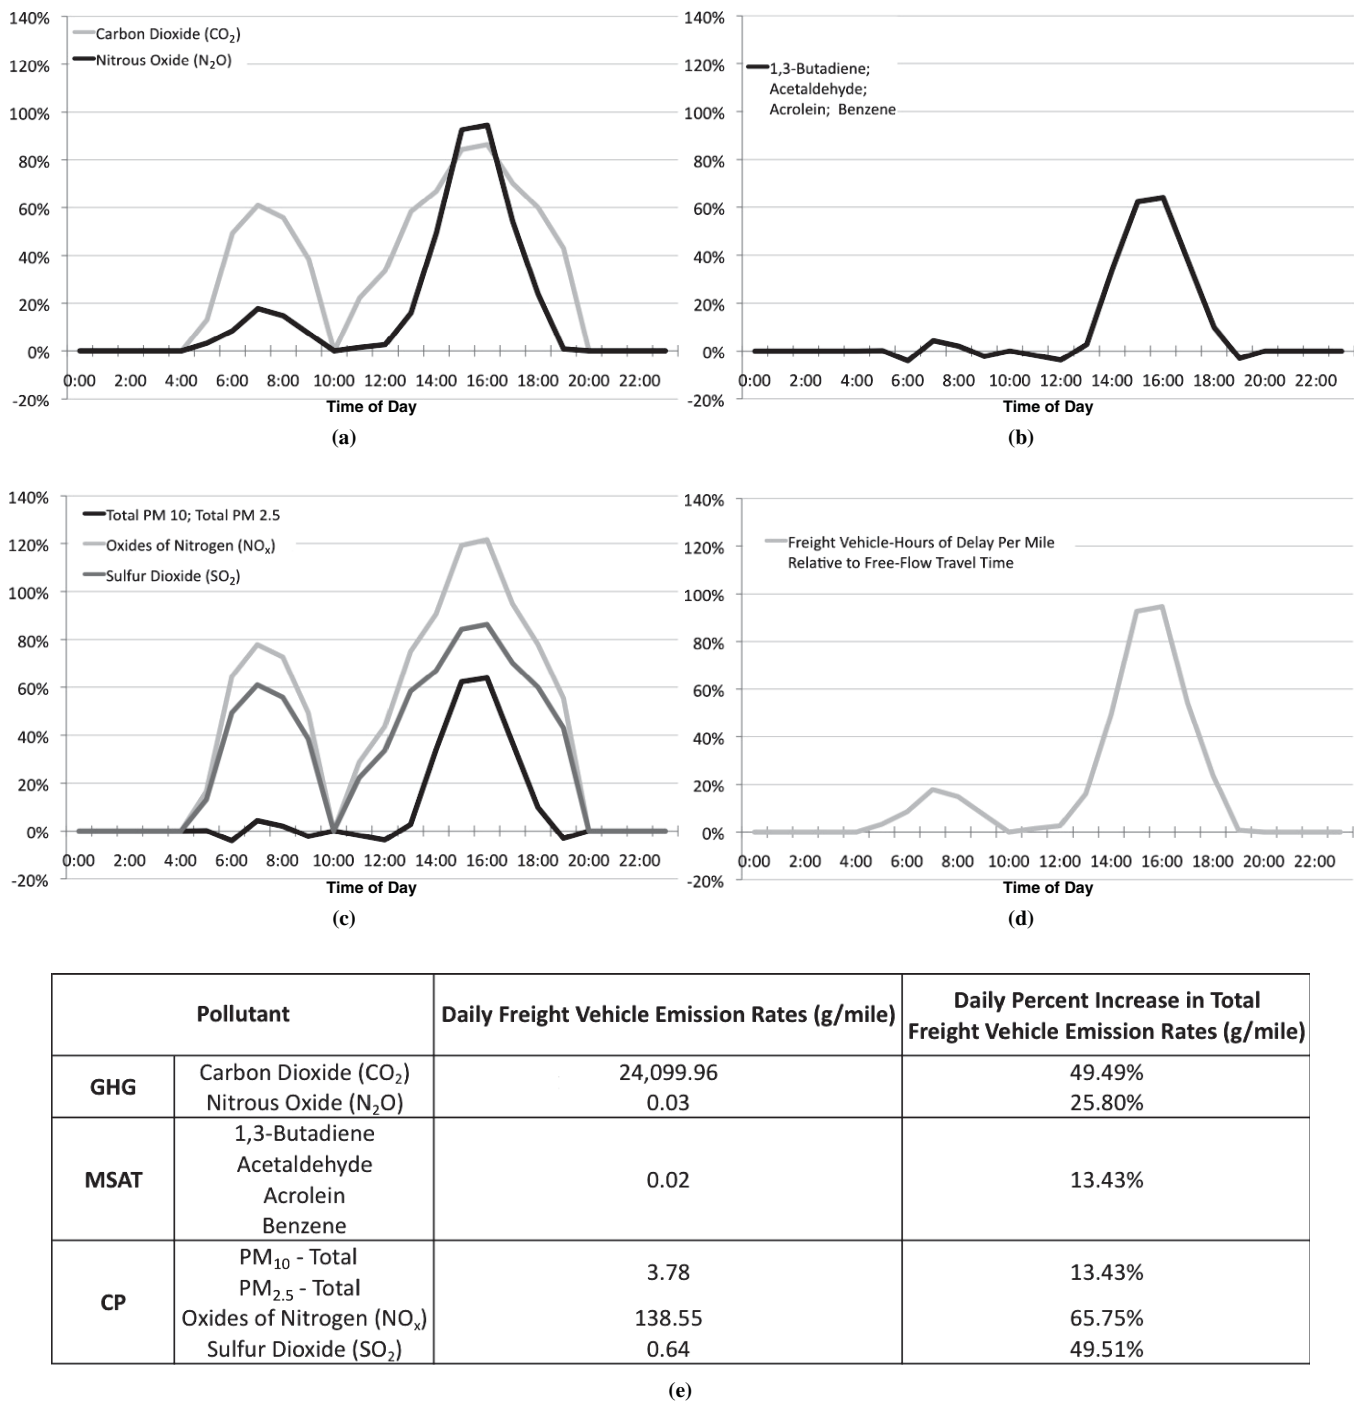 140%
120%
100%
80%
60%
40%
20%
0%
-20%
Carbon Dioxide (CO₂)
Nitrous Oxide (N₂O)
0:00 2:00 4:00 6:00 8:00 10:00 12:00 14:00 16:00 18:00 20:00 22:00
Time of Day
(a)
140%
120%
100%
80%
60%
40%
20%
0%
-20%
1,3-Butadiene;
Acetaldehyde;
Acrolein; Benzene
0:00 2:00 4:00 6:00 8:00 10:00 12:00 14:00 16:00 18:00 20:00 22:00
Time of Day
(b)
140%
120%
100%
80%
60%
40%
20%
0%
-20%
Total PM 10; Total PM 2.5
Oxides of Nitrogen (NOₓ)
Sulfur Dioxide (SO₂)
0:00 2:00 4:00 6:00 8:00 10:00 12:00 14:00 16:00 18:00 20:00 22:00
Time of Day
(c)
140%
120%
100%
80%
60%
40%
20%
0%
-20%
Freight Vehicle-Hours of Delay Per Mile
Relative to Free-Flow Travel Time
0:00 2:00 4:00 6:00 8:00 10:00 12:00 14:00 16:00 18:00 20:00 22:00
Time of Day
(d)
Pollutant
Daily Freight Vehicle Emission Rates (g/mile)
Daily Percent Increase in Total
Freight Vehicle Emission Rates (g/mile)
GHG
Carbon Dioxide (CO₂) 24,099.96 49.49%
Nitrous Oxide (N₂O) 0.03 25.80%
MSAT
1,3-Butadiene
Acetaldehyde
Acrolein
Benzene
0.02 13.43%
CP
PM₁₀ - Total
PM₂.₅ - Total
3.78 13.43%
Oxides of Nitrogen (NOₓ) 138.55 65.75%
Sulfur Dioxide (SO₂) 0.64 49.51%
(e)